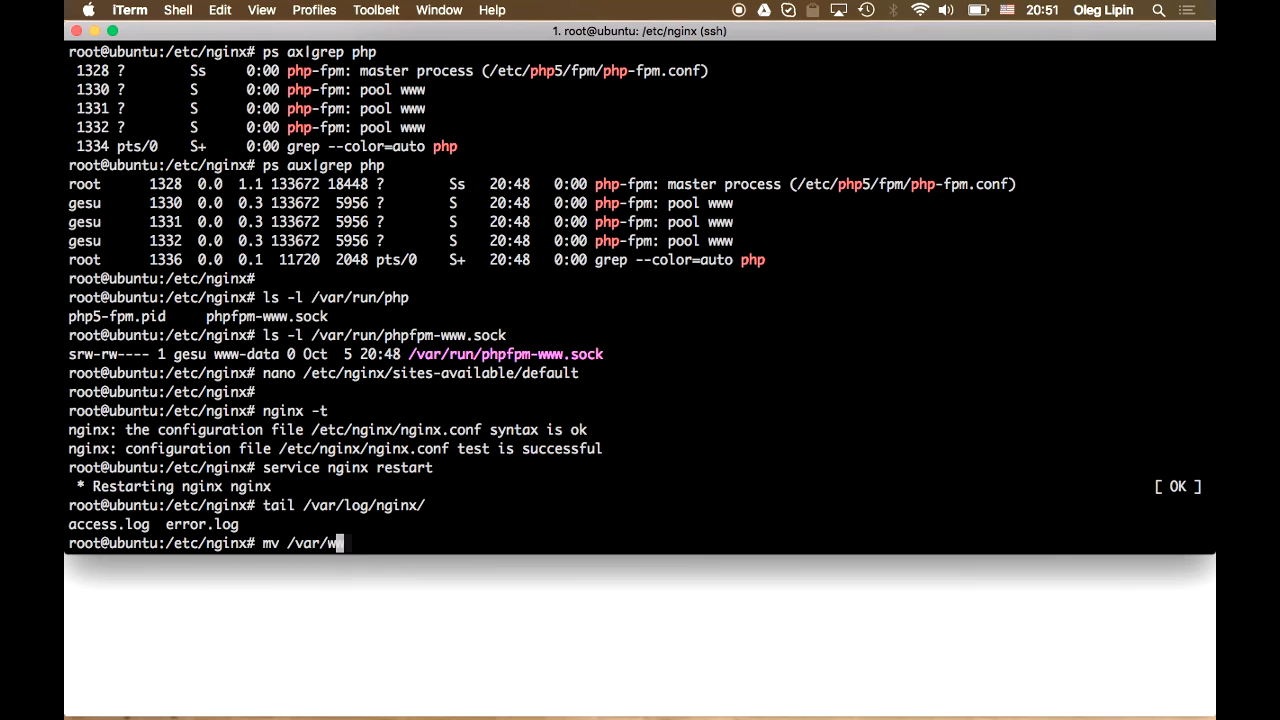 iTerm Shell Edit View Profiles Toolbelt Window Help 20:51 Oleg Lipin
1. root@ubuntu: /etc/nginx (ssh)
root@ubuntu:/etc/nginx# ps ax|grep php
1328 ? Ss 0:00 php-fpm: master process (/etc/php5/fpm/php-fpm.conf)
1330 ? S 0:00 php-fpm: pool www
1331 ? S 0:00 php-fpm: pool www
1332 ? S 0:00 php-fpm: pool www
1334 pts/0 S+ 0:00 grep --color=auto php
root@ubuntu:/etc/nginx# ps aux|grep php
root 1328 0.0 1.1 133672 18448 ? Ss 20:48 0:00 php-fpm: master process (/etc/php5/fpm/php-fpm.conf)
gesu 1330 0.0 0.3 133672 5956 ? S 20:48 0:00 php-fpm: pool www
gesu 1331 0.0 0.3 133672 5956 ? S 20:48 0:00 php-fpm: pool www
gesu 1332 0.0 0.3 133672 5956 ? S 20:48 0:00 php-fpm: pool www
root 1336 0.0 0.1 11720 2048 pts/0 S+ 20:48 0:00 grep --color=auto php
root@ubuntu:/etc/nginx#
root@ubuntu:/etc/nginx# ls -l /var/run/php
php5-fpm.pid phpfpm-www.sock
root@ubuntu:/etc/nginx# ls -l /var/run/phpfpm-www.sock
srw-rw---- 1 gesu www-data 0 Oct 5 20:48 /var/run/phpfpm-www.sock
root@ubuntu:/etc/nginx# nano /etc/nginx/sites-available/default
root@ubuntu:/etc/nginx#
root@ubuntu:/etc/nginx# nginx -t
nginx: the configuration file /etc/nginx/nginx.conf syntax is ok
nginx: configuration file /etc/nginx/nginx.conf test is successful
root@ubuntu:/etc/nginx# service nginx restart
* Restarting nginx nginx [ OK ]
root@ubuntu:/etc/nginx# tail /var/log/nginx/
access.log error.log
root@ubuntu:/etc/nginx# mv /var/ww